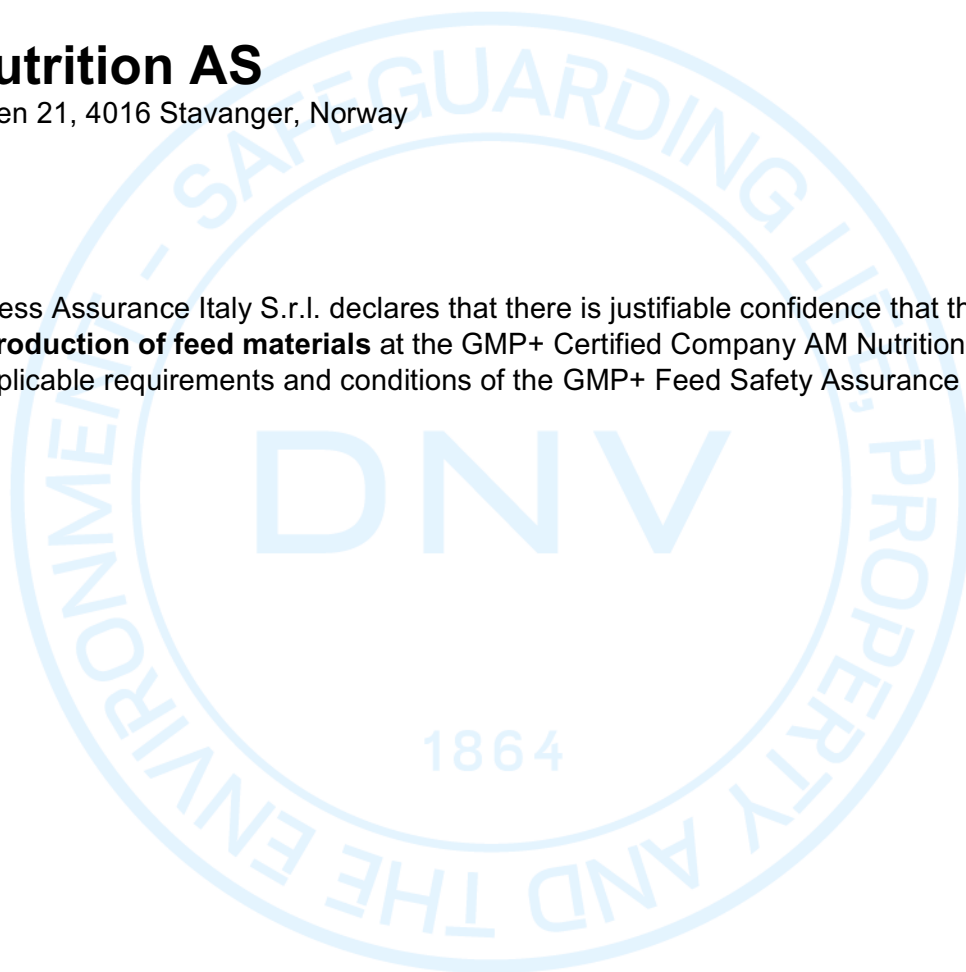 utrition AS
en 21, 4016 Stavanger, Norway
ess Assurance Italy S.r.l. declares that there is justifiable confidence that th
roduction of feed materials at the GMP+ Certified Company AM Nutrition
plicable requirements and conditions of the GMP+ Feed Safety Assurance
SAFEGUARDING LIFE, PROPERTY AND THE ENVIRONMENT -
DNV
1864